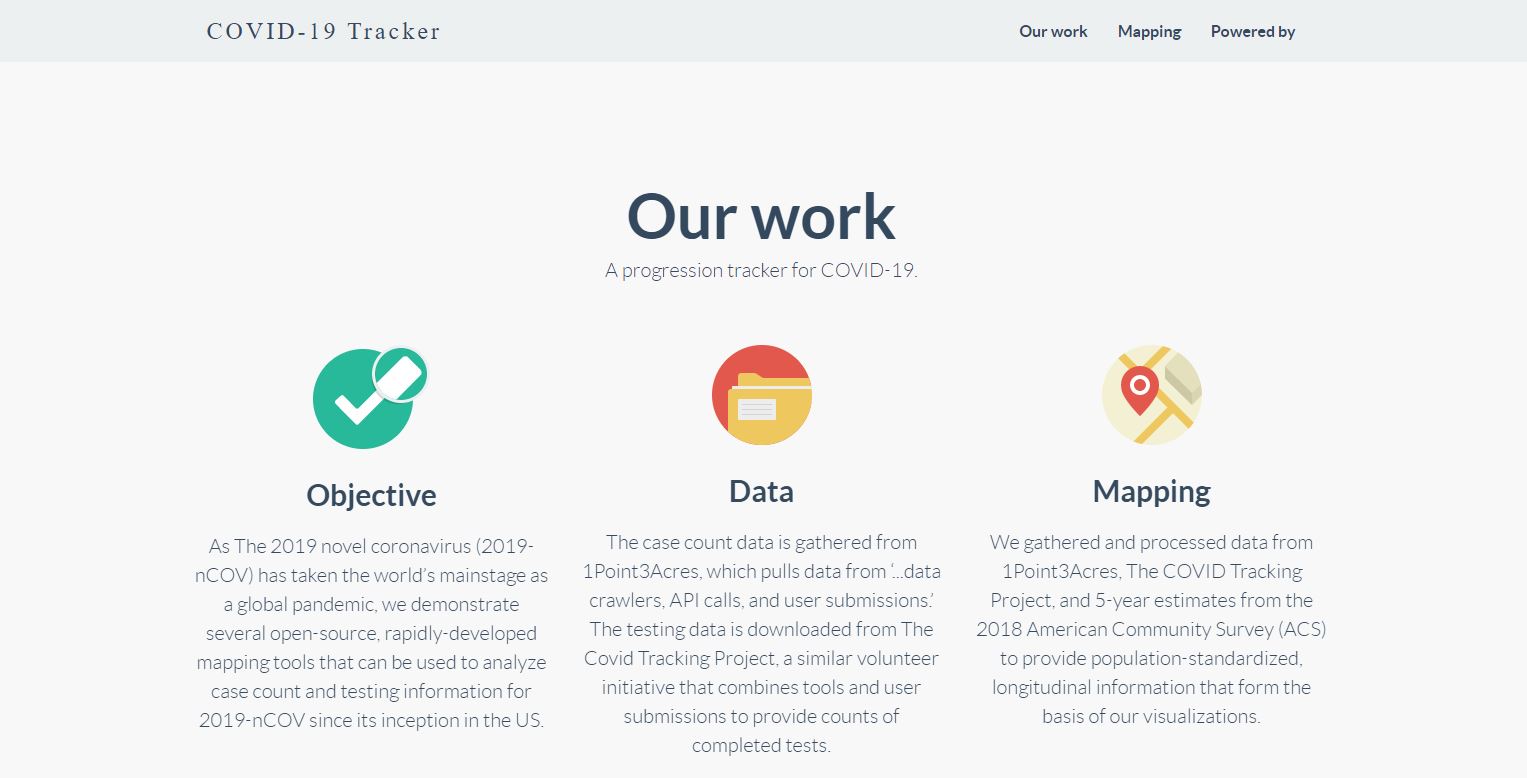 COVID-19 Tracker
Our work
Mapping
Powered by
Our work
A progression tracker for COVID-19.
Objective
As The 2019 novel coronavirus (2019-
nCOV) has taken the world's mainstage as
a global pandemic, we demonstrate
several open-source, rapidly-developed
mapping tools that can be used to analyze
case count and testing information for
2019-nCOV since its inception in the US.
Data
The case count data is gathered from
1Point3Acres, which pulls data from ‘...data
crawlers, API calls, and user submissions.’
The testing data is downloaded from The
Covid Tracking Project, a similar volunteer
initiative that combines tools and user
submissions to provide counts of
completed tests.
Mapping
We gathered and processed data from
1Point3Acres, The COVID Tracking
Project, and 5-year estimates from the
2018 American Community Survey (ACS)
to provide population-standardized,
longitudinal information that form the
basis of our visualizations.